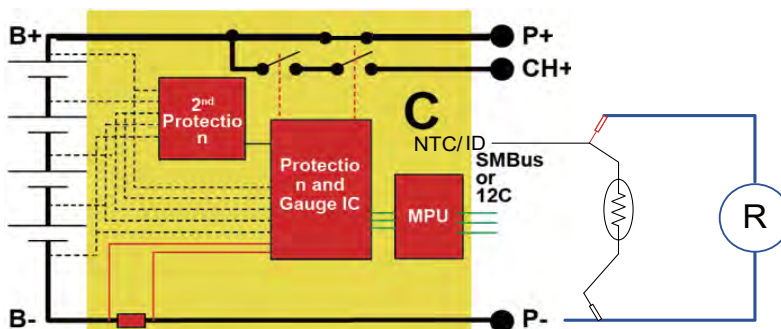 B+
P+
CH+
2nd
Protectio
n
C
NTC/ID
SMBus
or
12C
Protectio
n and
Gauge IC
MPU
R
B-
P-